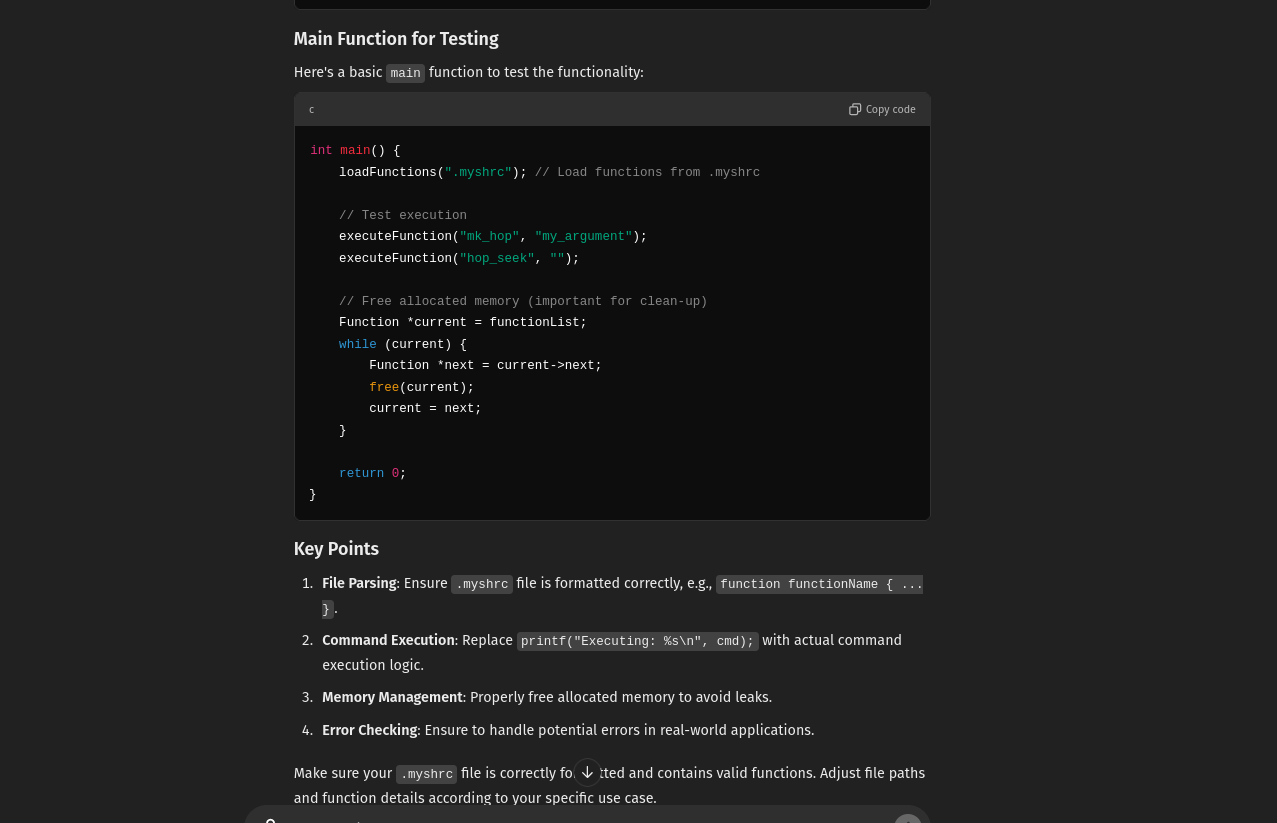 Main Function for Testing
Here's a basic main function to test the functionality:
c
Copy code
int main() {
    loadFunctions(".myshrc"); // Load functions from .myshrc
    // Test execution
    executeFunction("mk_hop", "my_argument");
    executeFunction("hop_seek", "");
    // Free allocated memory (important for clean-up)
    Function *current = functionList;
    while (current) {
        Function *next = current->next;
        free(current);
        current = next;
    }
    return 0;
}
Key Points
1. File Parsing: Ensure .myshrc file is formatted correctly, e.g., function functionName { ...
} .
2. Command Execution: Replace printf("Executing: %s\n", cmd); with actual command
execution logic.
3. Memory Management: Properly free allocated memory to avoid leaks.
4. Error Checking: Ensure to handle potential errors in real-world applications.
Make sure your .myshrc file is correctly and contains valid functions. Adjust file paths
and function details according to your specific use case.